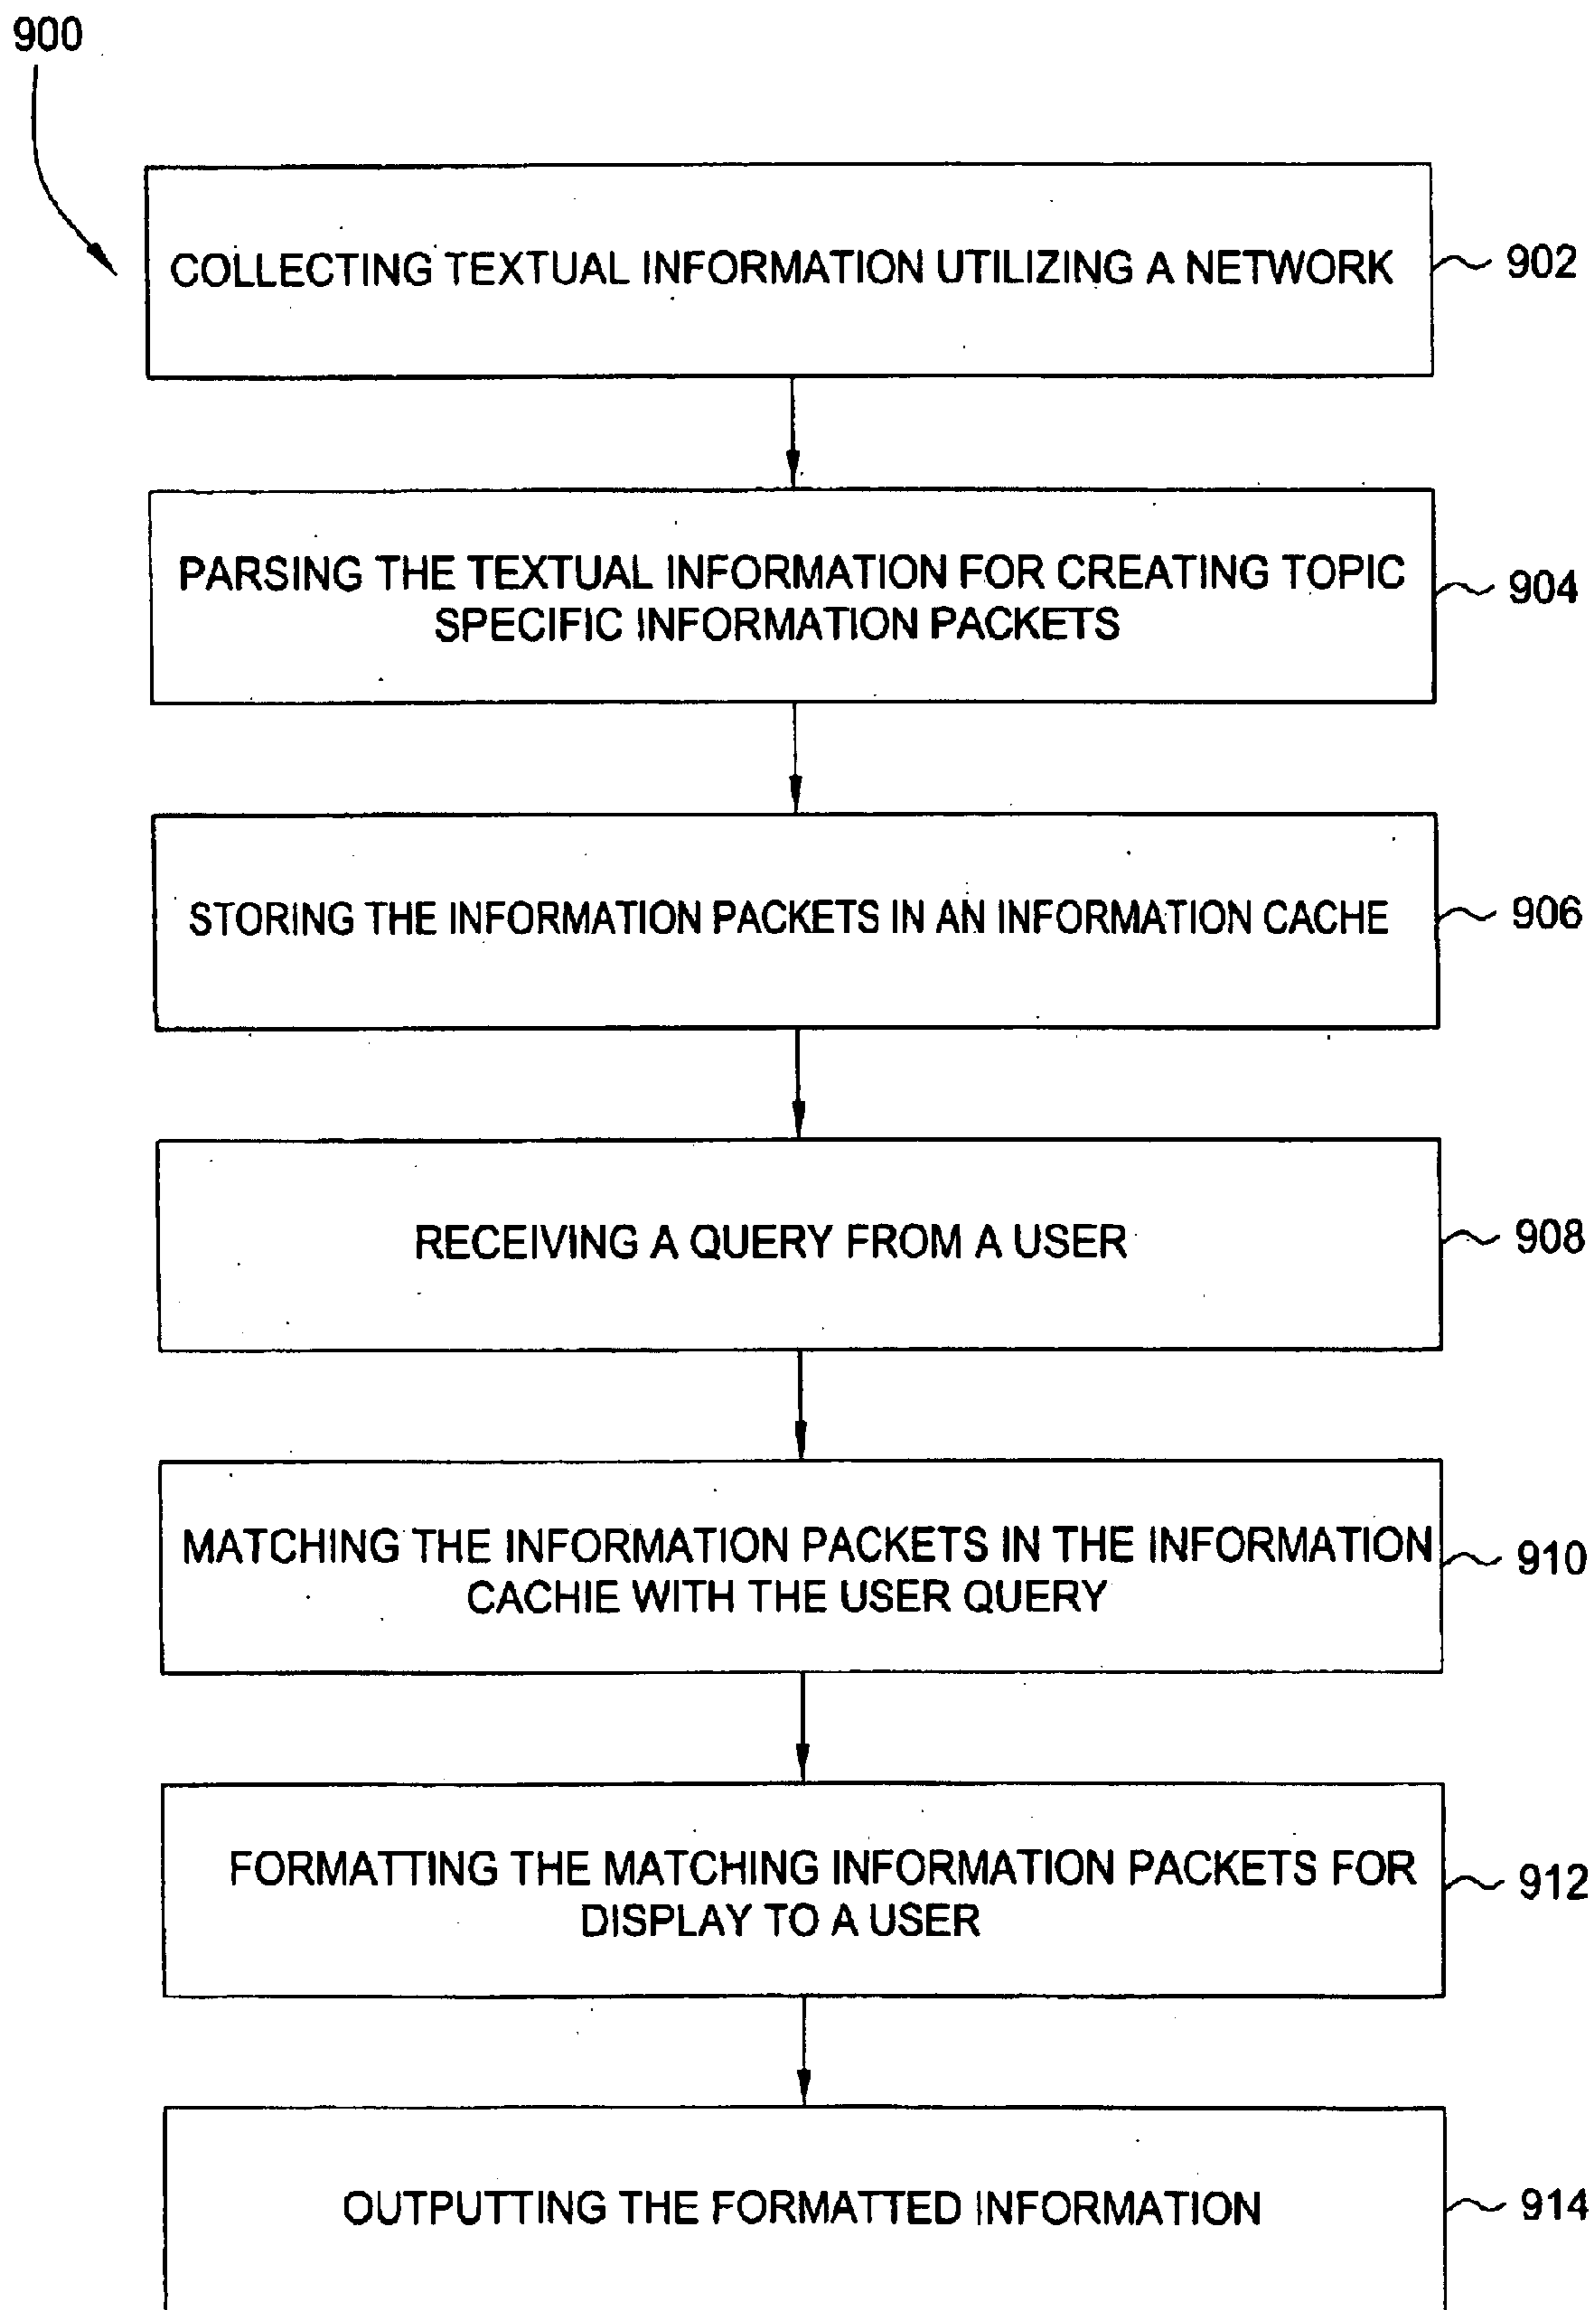 900
COLLECTING TEXTUAL INFORMATION UTILIZING A NETWORK
902
PARSING THE TEXTUAL INFORMATION FOR CREATING TOPIC
SPECIFIC INFORMATION PACKETS
904
STORING THE INFORMATION PACKETS IN AN INFORMATION CACHE
906
RECEIVING A QUERY FROM A USER
908
MATCHING THE INFORMATION PACKETS IN THE INFORMATION
CACHIE WITH THE USER QUERY
910
FORMATTING THE MATCHING INFORMATION PACKETS FOR
DISPLAY TO A USER
912
OUTPUTTING THE FORMATTED INFORMATION
914